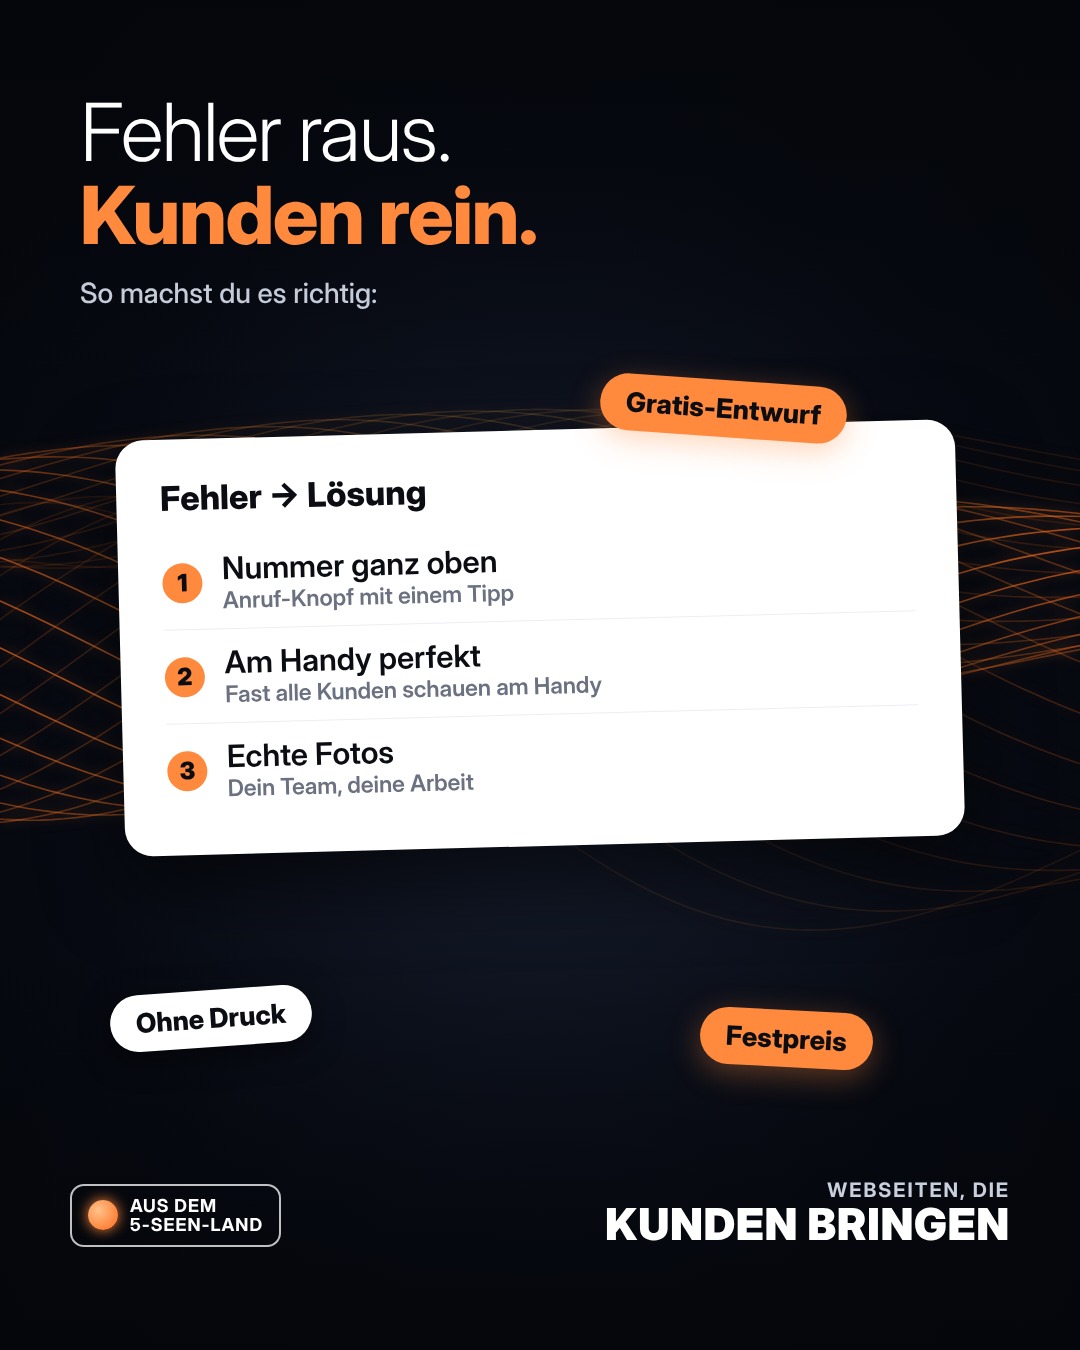 Fehler raus.
Kunden rein.
So machst du es richtig:
Gratis-Entwurf
Fehler → Lösung
1 Nummer ganz oben
Anruf-Knopf mit einem Tipp
2 Am Handy perfekt
Fast alle Kunden schauen am Handy
3 Echte Fotos
Dein Team, deine Arbeit
Ohne Druck
Festpreis
AUS DEM
5-SEEN-LAND
WEBSEITEN, DIE
KUNDEN BRINGEN